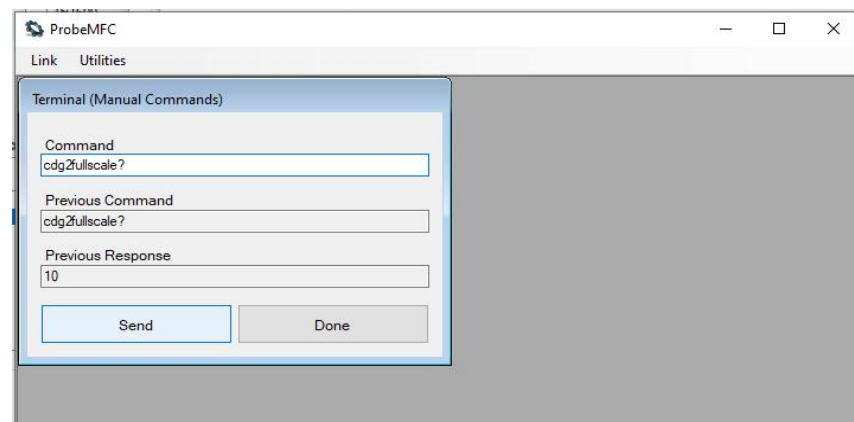 ProbeMFC
Link Utilities
Terminal (Manual Commands)
Command
cdg2fullscale?
Previous Command
cdg2fullscale?
Previous Response
10
Send Done